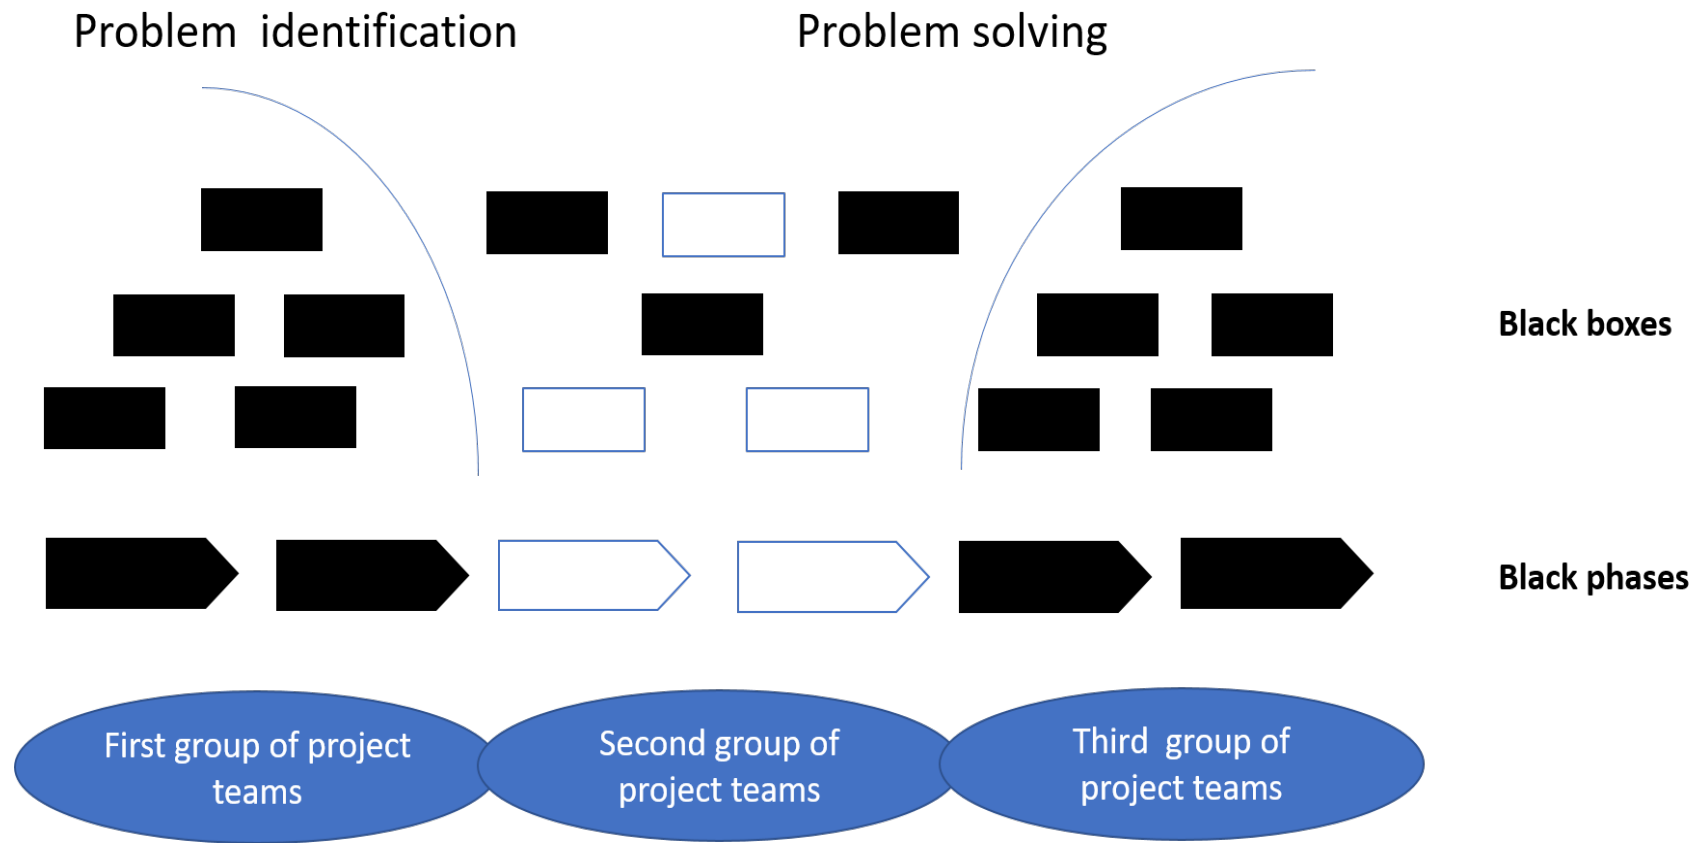 Problem  identification
Problem solving
Black boxes
Black phases
First group of project
teams
Second group of
project teams
Third  group of
project teams